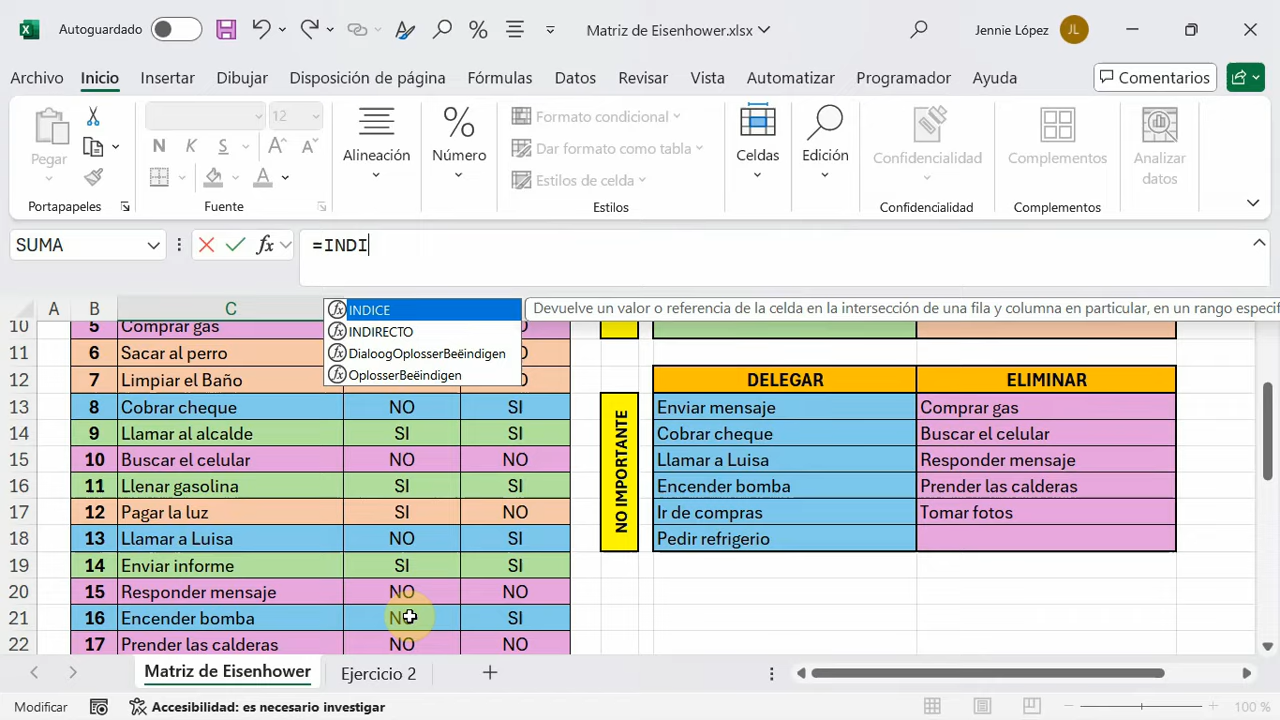 Autoguardado
Matriz de Eisenhower.xlsx
Jennie López
JL
Archivo
Inicio
Insertar
Dibujar
Disposición de página
Fórmulas
Datos
Revisar
Vista
Automatizar
Programador
Ayuda
Comentarios
Pegar
Portapapeles
12
N K S A A
A
Fuente
Alineación
%
Número
Formato condicional
Dar formato como tabla
Estilos de celda
Estilos
Celdas
Edición
Confidencialidad
Confidencialidad
Complementos
Complementos
Analizar datos
SUMA
fx
=INDI
INDICE
INDIRECTO
DialoogOplosserBeëindigen
OplosserBeëindigen
Devuelve un valor o referencia de la celda en la intersección de una fila y columna en particular, en un rango especif
A B C
10 5 Comprar gas
11 6 Sacar al perro
12 7 Limpiar el Baño
13 8 Cobrar cheque NO SI
14 9 Llamar al alcalde SI SI
15 10 Buscar el celular NO NO
16 11 Llenar gasolina SI SI
17 12 Pagar la luz SI NO
18 13 Llamar a Luisa NO SI
19 14 Enviar informe SI SI
20 15 Responder mensaje NO NO
21 16 Encender bomba NO SI
22 17 Prender las calderas NO NO
NO IMPORTANTE
DELEGAR ELIMINAR
Enviar mensaje Comprar gas
Cobrar cheque Buscar el celular
Llamar a Luisa Responder mensaje
Encender bomba Prender las calderas
Ir de compras Tomar fotos
Pedir refrigerio
Matriz de Eisenhower
Ejercicio 2
Modificar
Accesibilidad: es necesario investigar
100 %